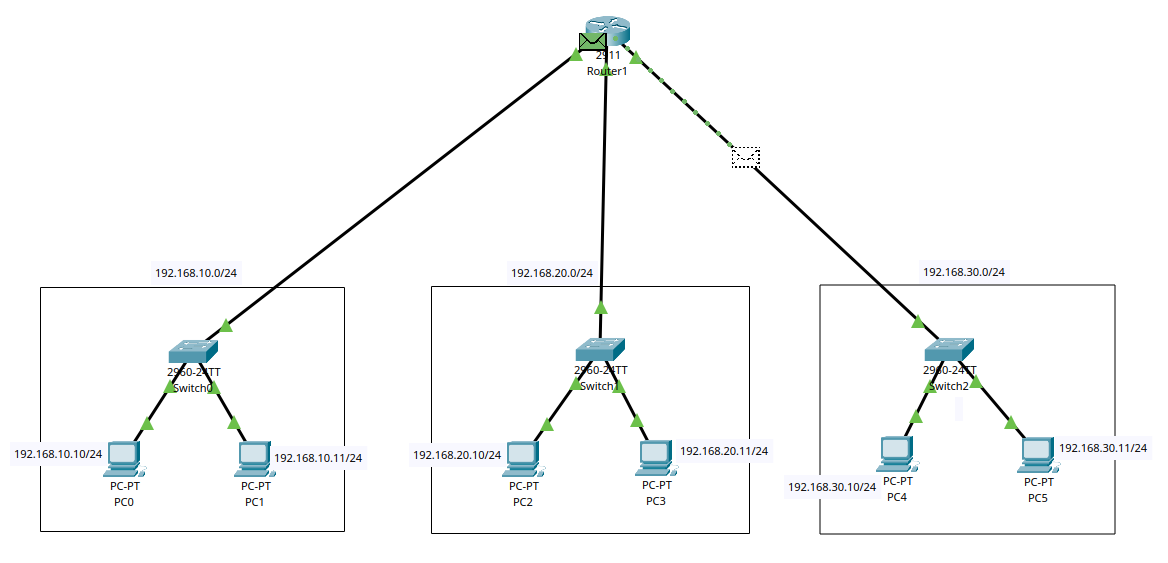 2911
Router1
192.168.10.0/24
192.168.20.0/24
192.168.30.0/24
2960-24TT
Switch0
2960-24TT
Switch1
2960-24TT
Switch2
192.168.10.10/24
192.168.10.11/24
192.168.20.10/24
192.168.20.11/24
192.168.30.10/24
192.168.30.11/24
PC-PT
PC0
PC-PT
PC1
PC-PT
PC2
PC-PT
PC3
PC-PT
PC4
PC-PT
PC5